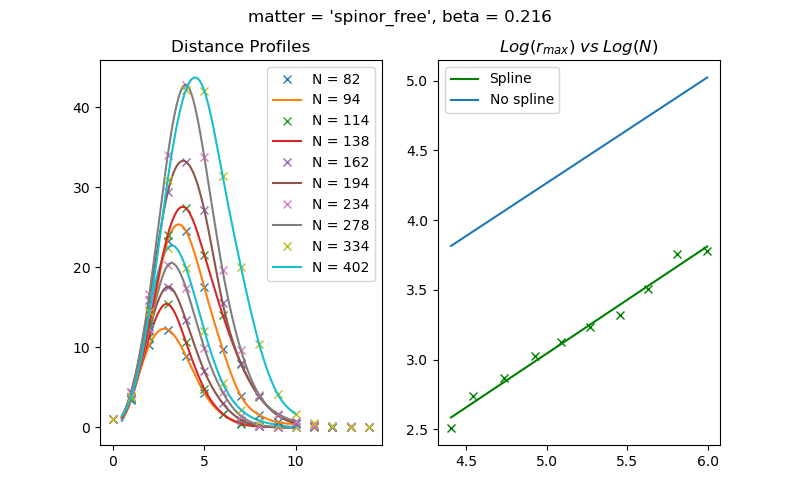 matter = 'spinor_free', beta = 0.216
Distance Profiles
40
30
20
10
0
0
5
10
N = 82
N = 94
N = 114
N = 138
N = 162
N = 194
N = 234
N = 278
N = 334
N = 402
Log(r_max) vs Log(N)
5.0
4.5
4.0
3.5
3.0
2.5
4.5
5.0
5.5
6.0
Spline
No spline